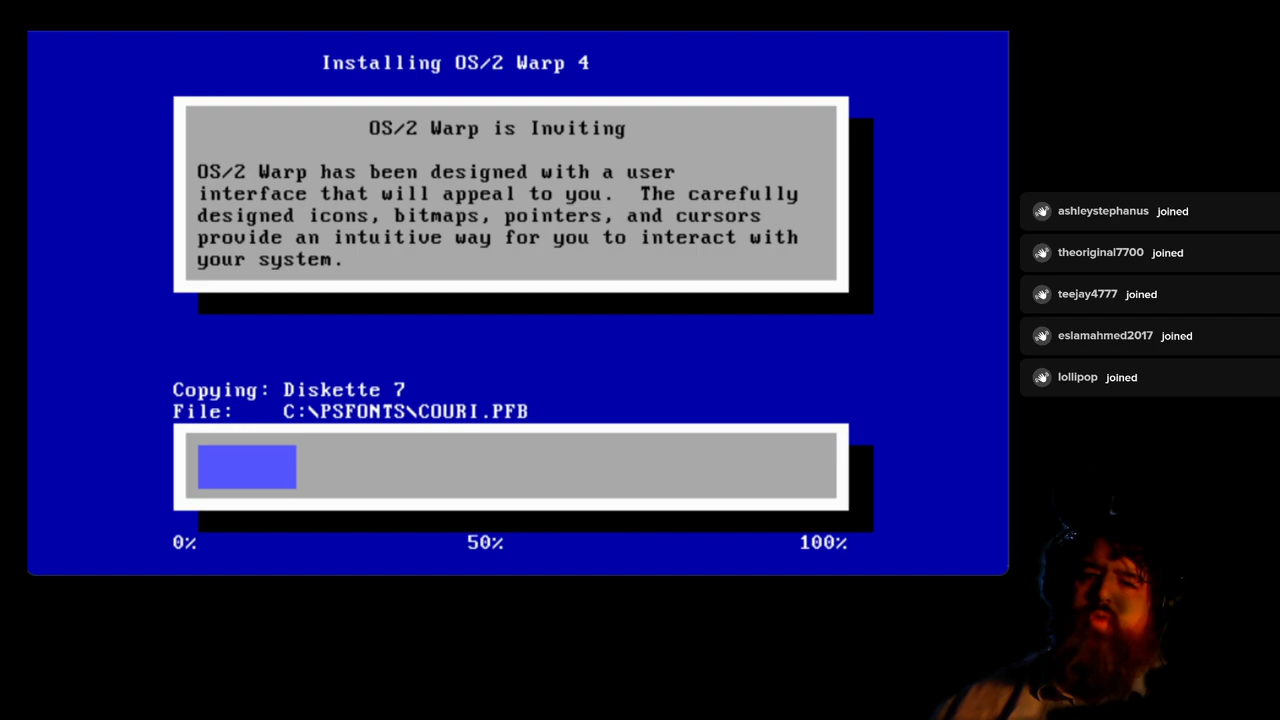 Installing OS/2 Warp 4
OS/2 Warp is Inviting
OS/2 Warp has been designed with a user
interface that will appeal to you.  The carefully
designed icons, bitmaps, pointers, and cursors
provide an intuitive way for you to interact with
your system.
Copying: Diskette 7
File:    C:\PSFONTS\COURI.PFB
0% 50% 100%
ashleystephanus joined
theoriginal7700 joined
teejay4777 joined
eslamahmed2017 joined
lollipop joined